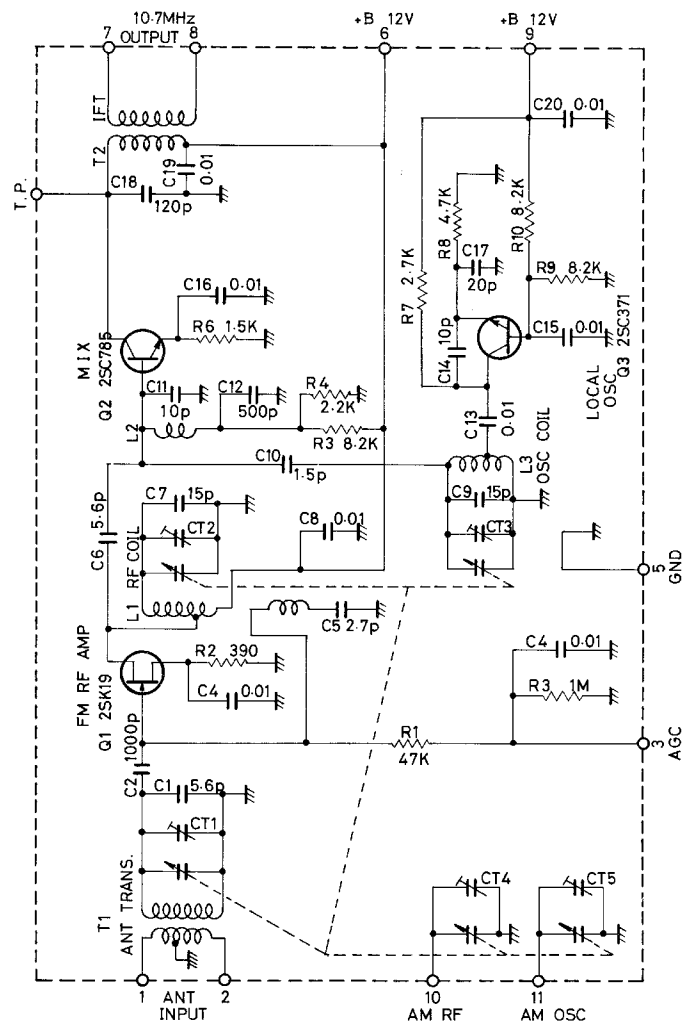 10.7MHz
+B 12V
+B 12V
7
OUTPUT
8
6
9
IFT
T2
T.P.
C18
120p
C19
0.01
C20
0.01
R7 2.7K
R8 4.7K
C17
20p
R10 8.2K
R9 8.2K
C16
0.01
R6 1.5K
MIX
Q2 2SC785
C14 10p
C15
0.01
LOCAL
OSC
Q3 2SC371
C11
10p
C12
500p
R4
2.2K
R3 8.2K
L2
C13
0.01
C10
1.5p
L3
OSC COIL
C6 5.6p
C7
15p
CT2
L1 RF COIL
C8
0.01
C9
15p
CT3
5
GND
C5 2.7p
FM RF AMP
Q1 2SK19
R2 390
C4
0.01
C4
0.01
R3 1M
C2 1000p
R1
47K
3
AGC
C1
5.6p
CT1
T1
ANT TRANS.
CT4
CT5
1
ANT
INPUT
2
10
AM RF
11
AM OSC